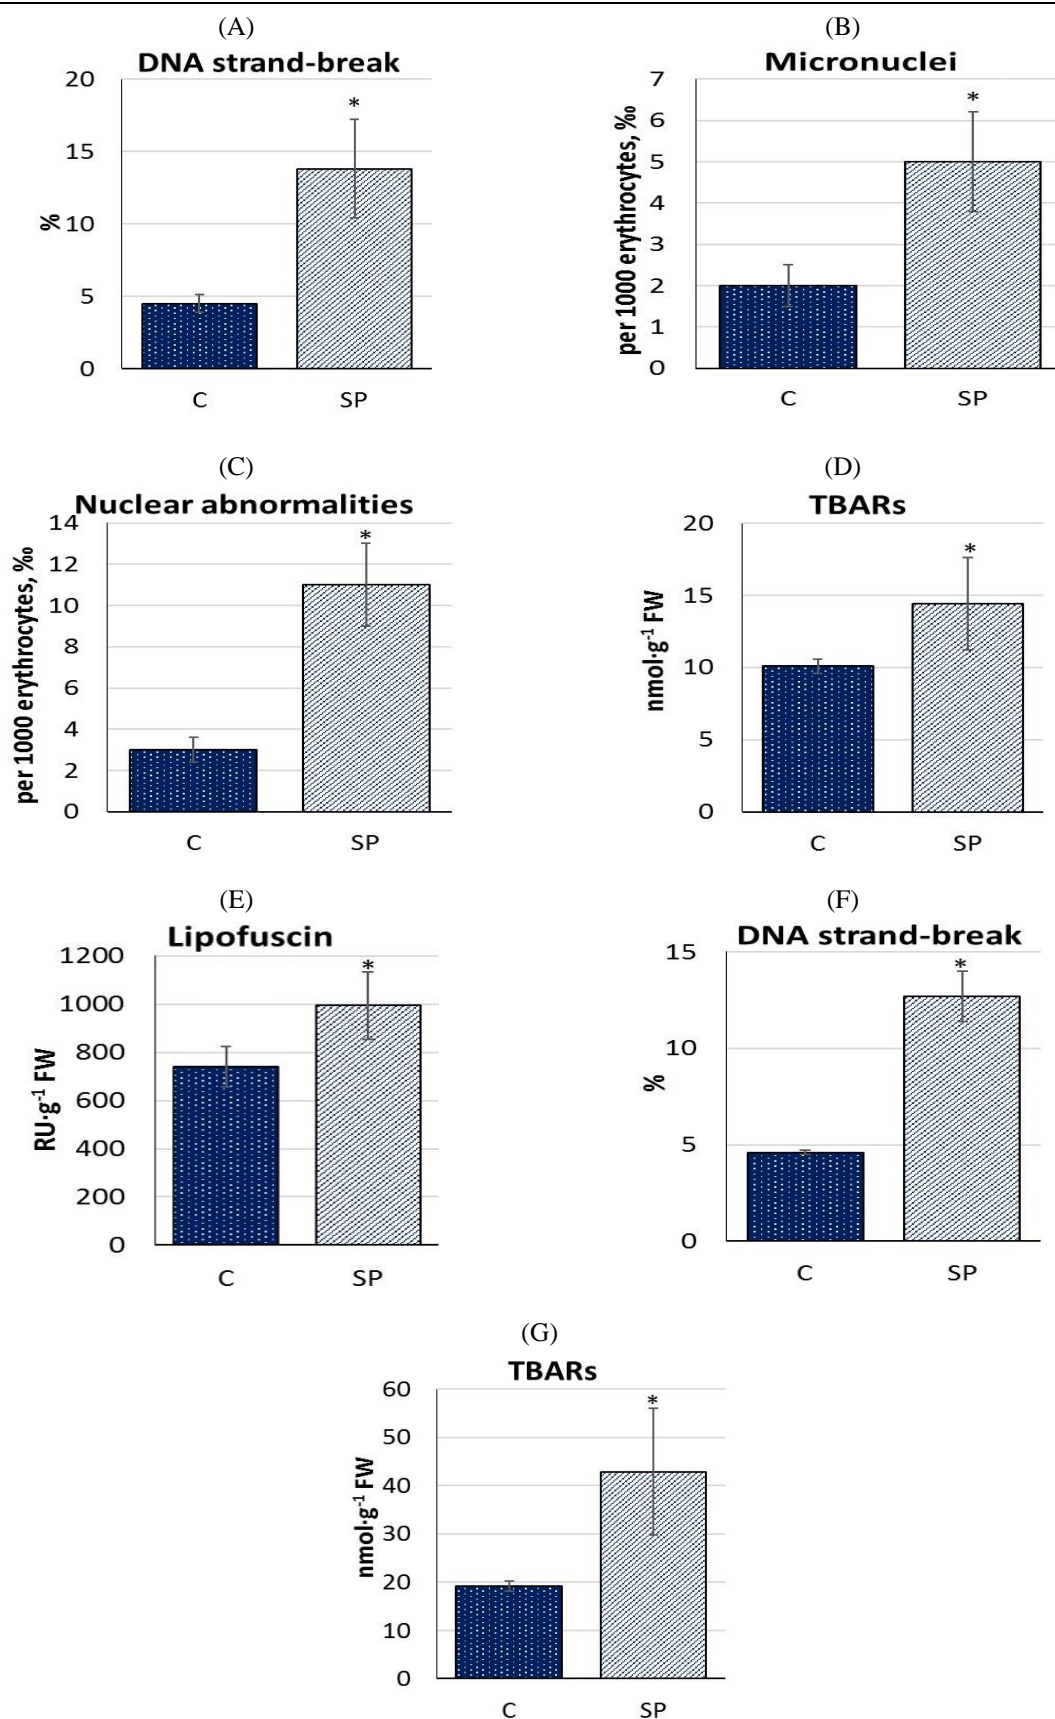 (A)
DNA strand-break
20
15
10
5
0
%
*
C
SP
(B)
Micronuclei
7
6
5
4
3
2
1
0
per 1000 erythrocytes, ‰
*
C
SP
(C)
Nuclear abnormalities
14
12
10
8
6
4
2
0
per 1000 erythrocytes, ‰
*
C
SP
(D)
TBARs
20
15
10
5
0
nmol·g⁻¹ FW
*
C
SP
(E)
Lipofuscin
1200
1000
800
600
400
200
0
RU·g⁻¹ FW
*
C
SP
(F)
DNA strand-break
15
10
5
0
%
*
C
SP
(G)
TBARs
60
50
40
30
20
10
0
nmol·g⁻¹ FW
*
C
SP